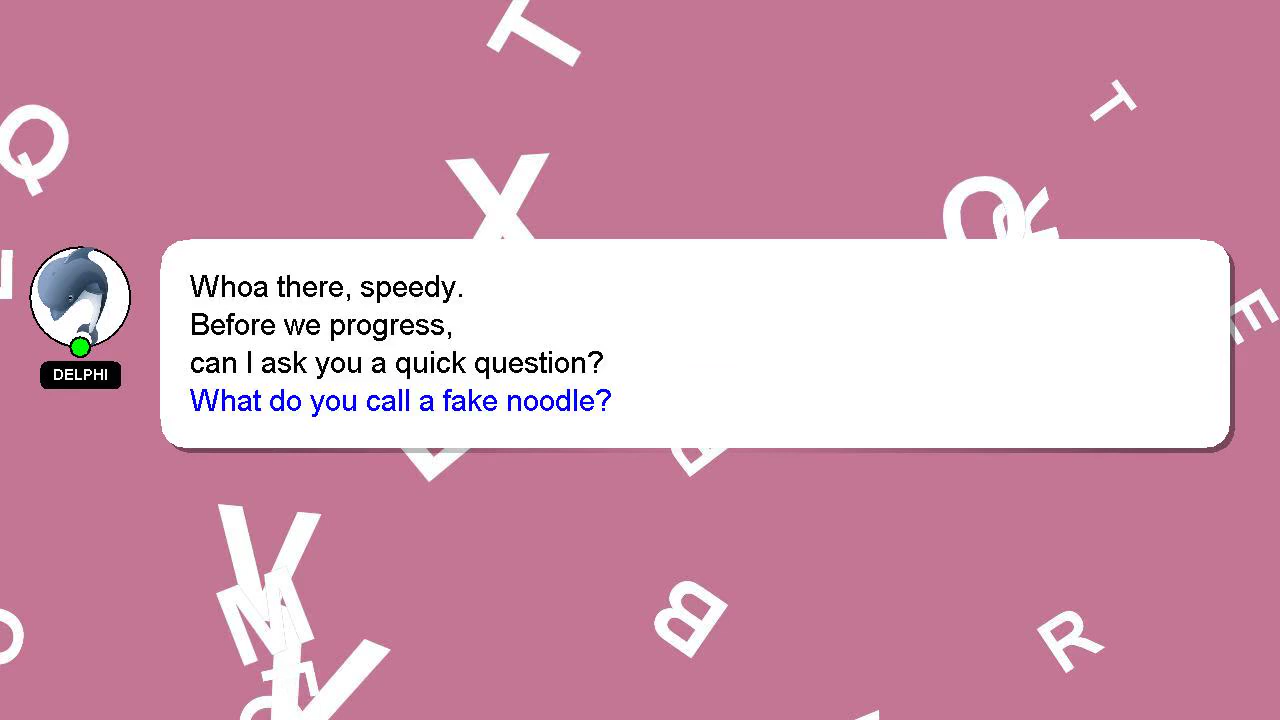 Whoa there, speedy.
Before we progress,
can I ask you a quick question?
What do you call a fake noodle?
DELPHI
T
T
Q
X
Q
E
V
M
B
R